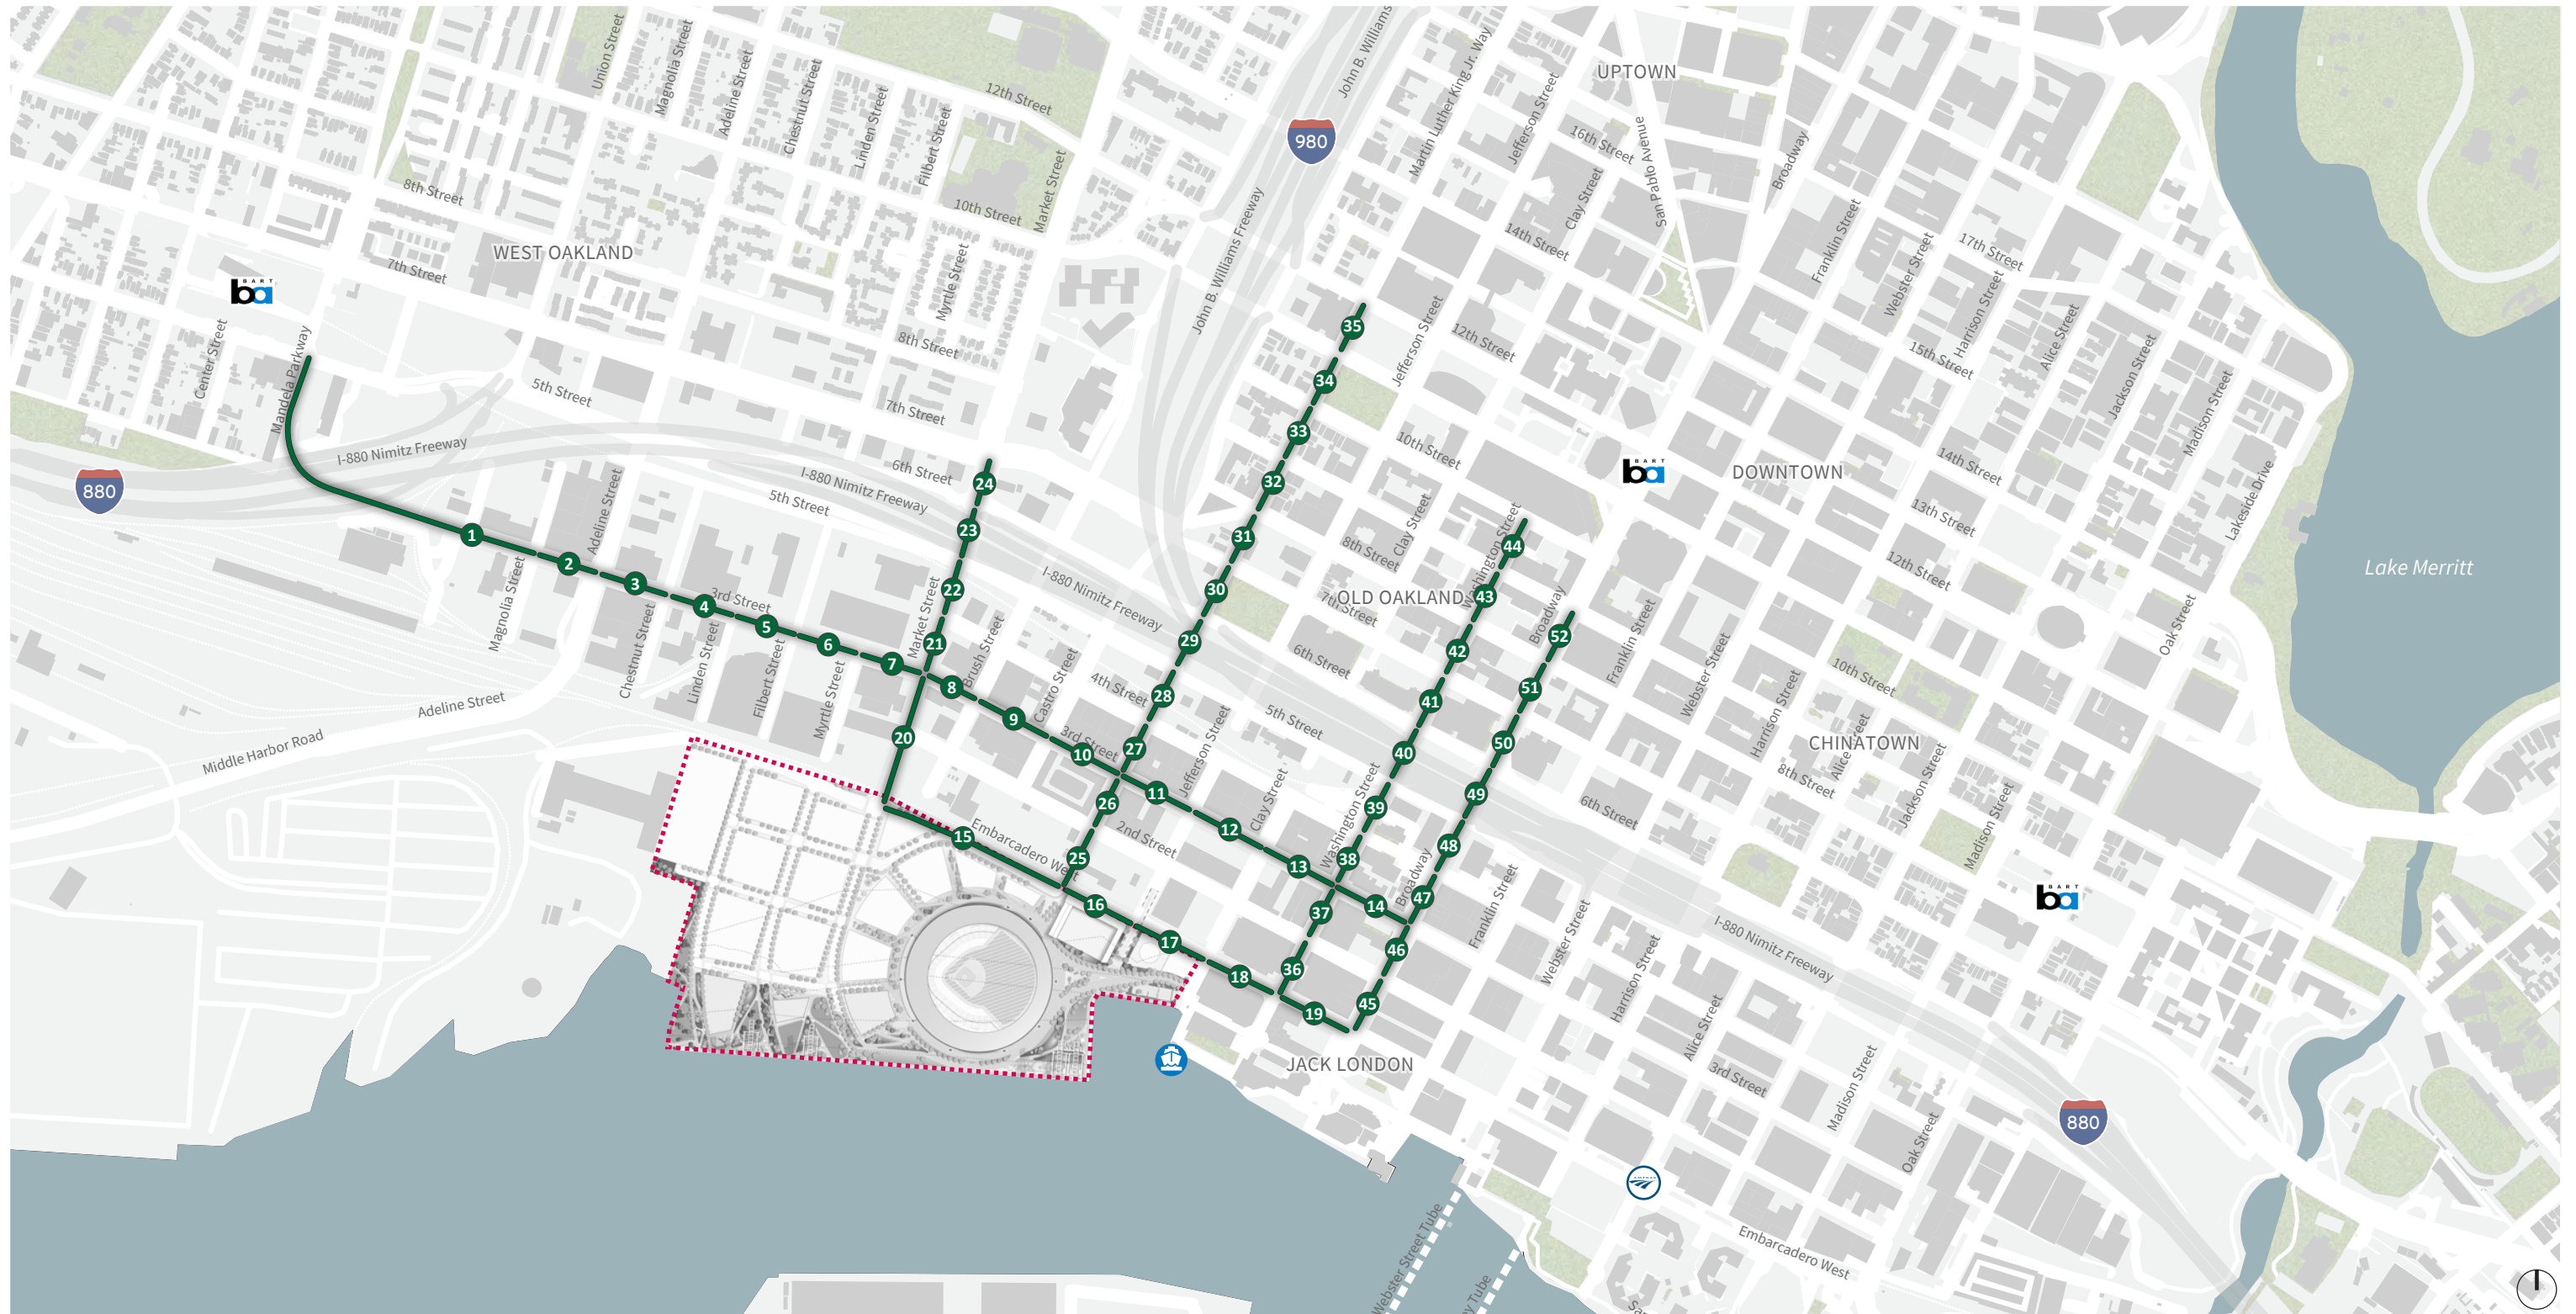 UPTOWN
WEST OAKLAND
DOWNTOWN
OLD OAKLAND
CHINATOWN
JACK LONDON
Lake Merritt
Union Street
Magnolia Street
Adeline Street
Chestnut Street
Linden Street
Filbert Street
Market Street
12th Street
10th Street
8th Street
7th Street
Myrtle Street
8th Street
7th Street
5th Street
6th Street
5th Street
Center Street
Mandela Parkway
I-880 Nimitz Freeway
I-880 Nimitz Freeway
I-880 Nimitz Freeway
I-880 Nimitz Freeway
John B. Williams
John B. Williams Freeway
Martin Luther King Jr. Way
Jefferson Street
16th Street
Clay Street
San Pablo Avenue
Broadway
14th Street
12th Street
Jefferson Street
10th Street
Clay Street
8th Street
7th Street
6th Street
5th Street
4th Street
3rd Street
2nd Street
Franklin Street
Webster Street
Harrison Street
17th Street
15th Street
Alice Street
Jackson Street
Madison Street
Lakeside Drive
14th Street
13th Street
12th Street
Oak Street
10th Street
8th Street
6th Street
Washington Street
Broadway
Franklin Street
Webster Street
Harrison Street
Alice Street
Jackson Street
Madison Street
Adeline Street
Magnolia Street
Chestnut Street
Linden Street
Filbert Street
Myrtle Street
3rd Street
Market Street
Brush Street
Castro Street
Jefferson Street
Clay Street
Washington Street
Broadway
Franklin Street
Webster Street
Harrison Street
Alice Street
3rd Street
Madison Street
Oak Street
Embarcadero West
Embarcadero West
Adeline Street
Middle Harbor Road
Webster Street Tube
Tube
980
880
880
BART
ba
BART
ba
BART
ba
1
2
3
4
5
6
7
8
9
10
11
12
13
14
15
16
17
18
19
20
21
22
23
24
25
26
27
28
29
30
31
32
33
34
35
36
37
38
39
40
41
42
43
44
45
46
47
48
49
50
51
52